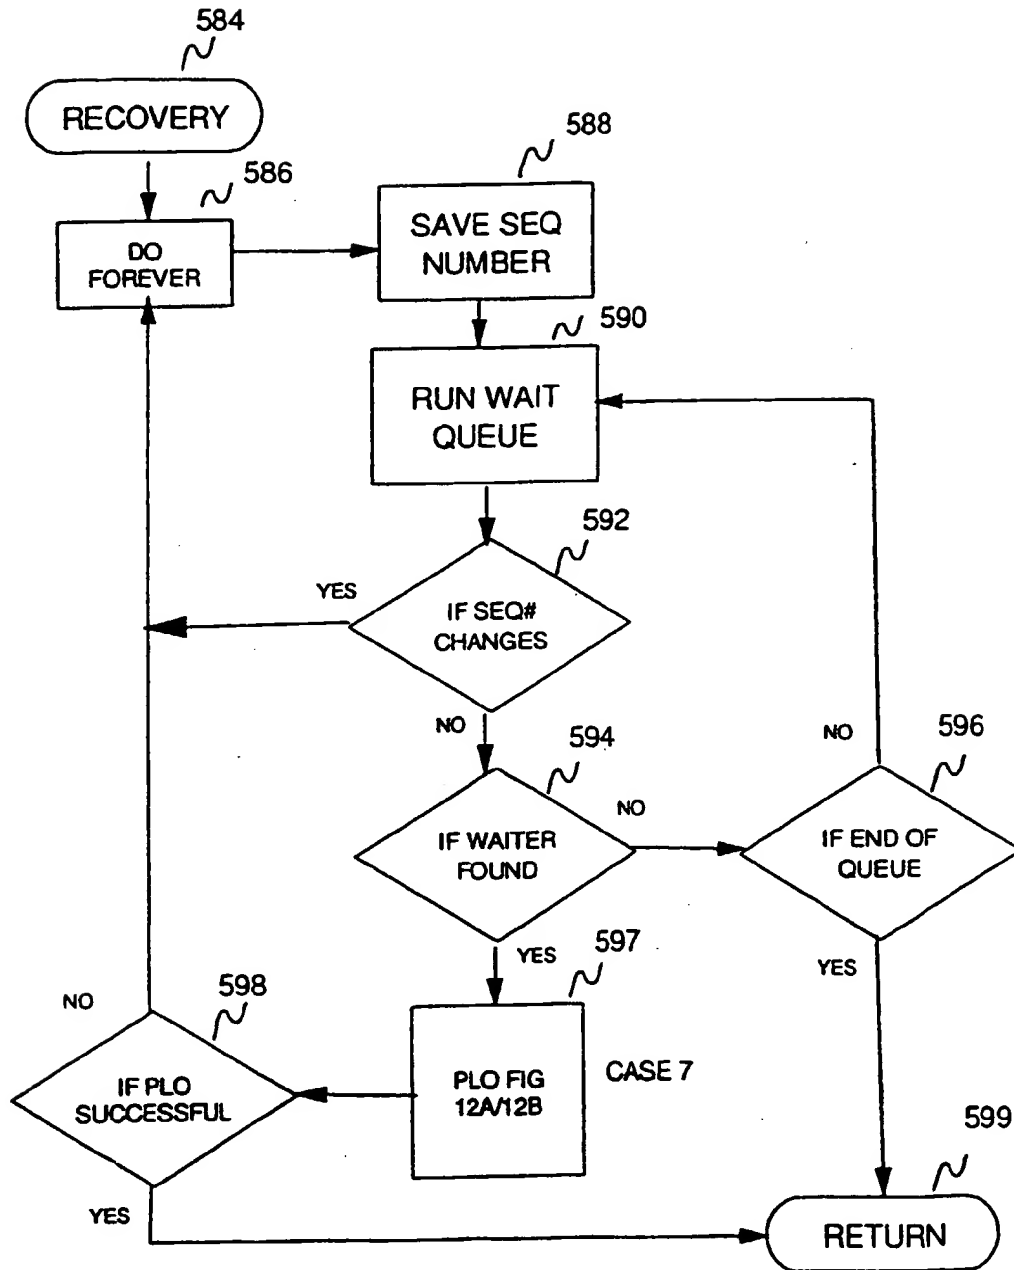 584
RECOVERY
586
DO
FOREVER
588
SAVE SEQ
NUMBER
590
RUN WAIT
QUEUE
592
YES
IF SEQ#
CHANGES
NO
594
IF WAITER
FOUND
NO
596
NO
IF END OF
QUEUE
YES
YES
597
PLO FIG
12A/12B
CASE 7
598
NO
IF PLO
SUCCESSFUL
YES
599
RETURN